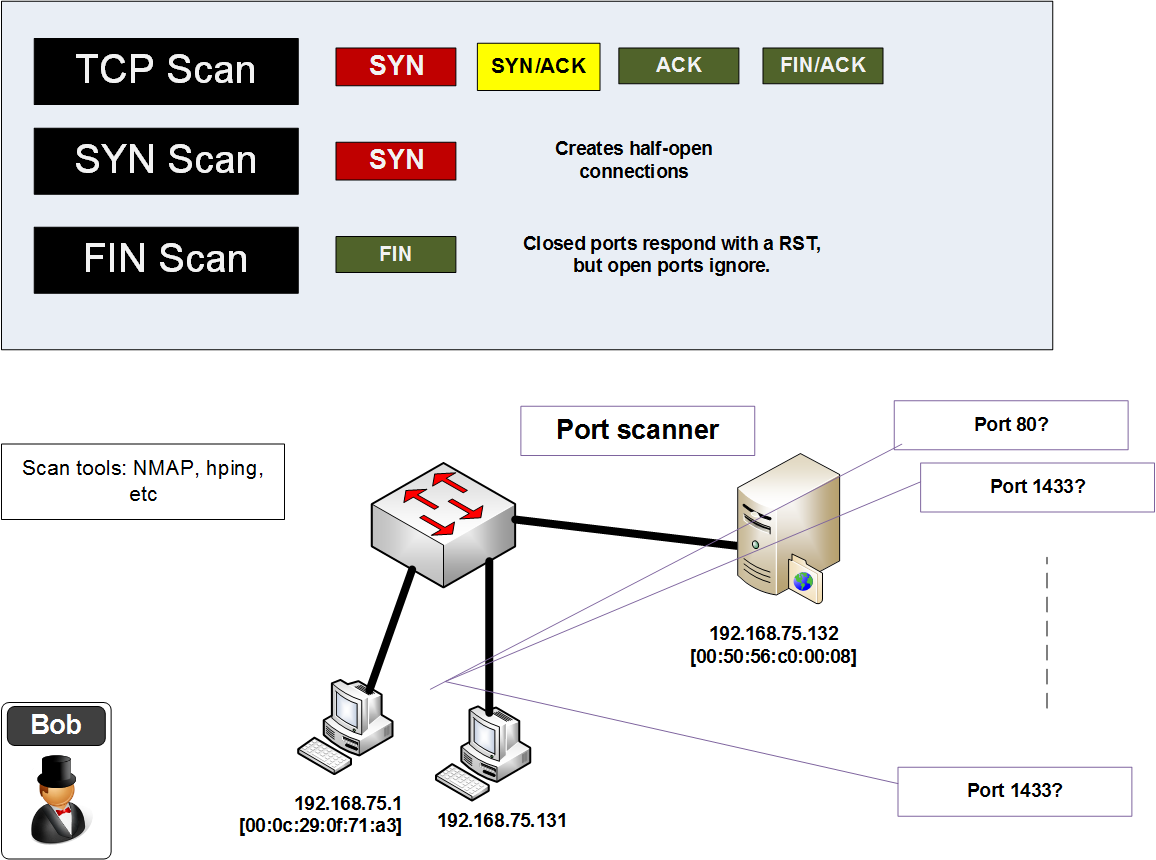 TCP Scan
SYN
SYN/ACK
ACK
FIN/ACK
SYN Scan
SYN
Creates half-open
connections
FIN Scan
FIN
Closed ports respond with a RST,
but open ports ignore.
Port scanner
Port 80?
Port 1433?
Scan tools: NMAP, hping,
etc
192.168.75.132
[00:50:56:c0:00:08]
Bob
Port 1433?
192.168.75.1
[00:0c:29:0f:71:a3]
192.168.75.131